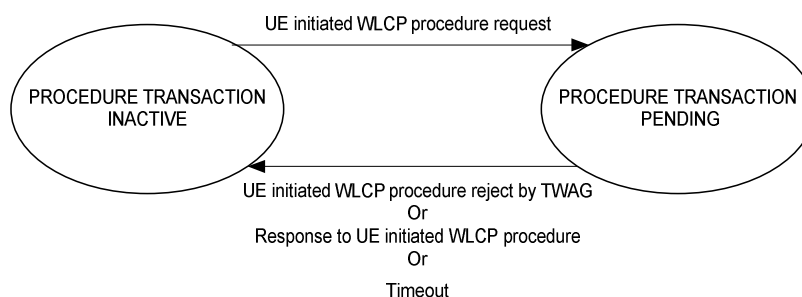 UE initiated WLCP procedure request
PROCEDURE TRANSACTION
INACTIVE
PROCEDURE TRANSACTION
PENDING
UE initiated WLCP procedure reject by TWAG
Or
Response to UE initiated WLCP procedure
Or
Timeout